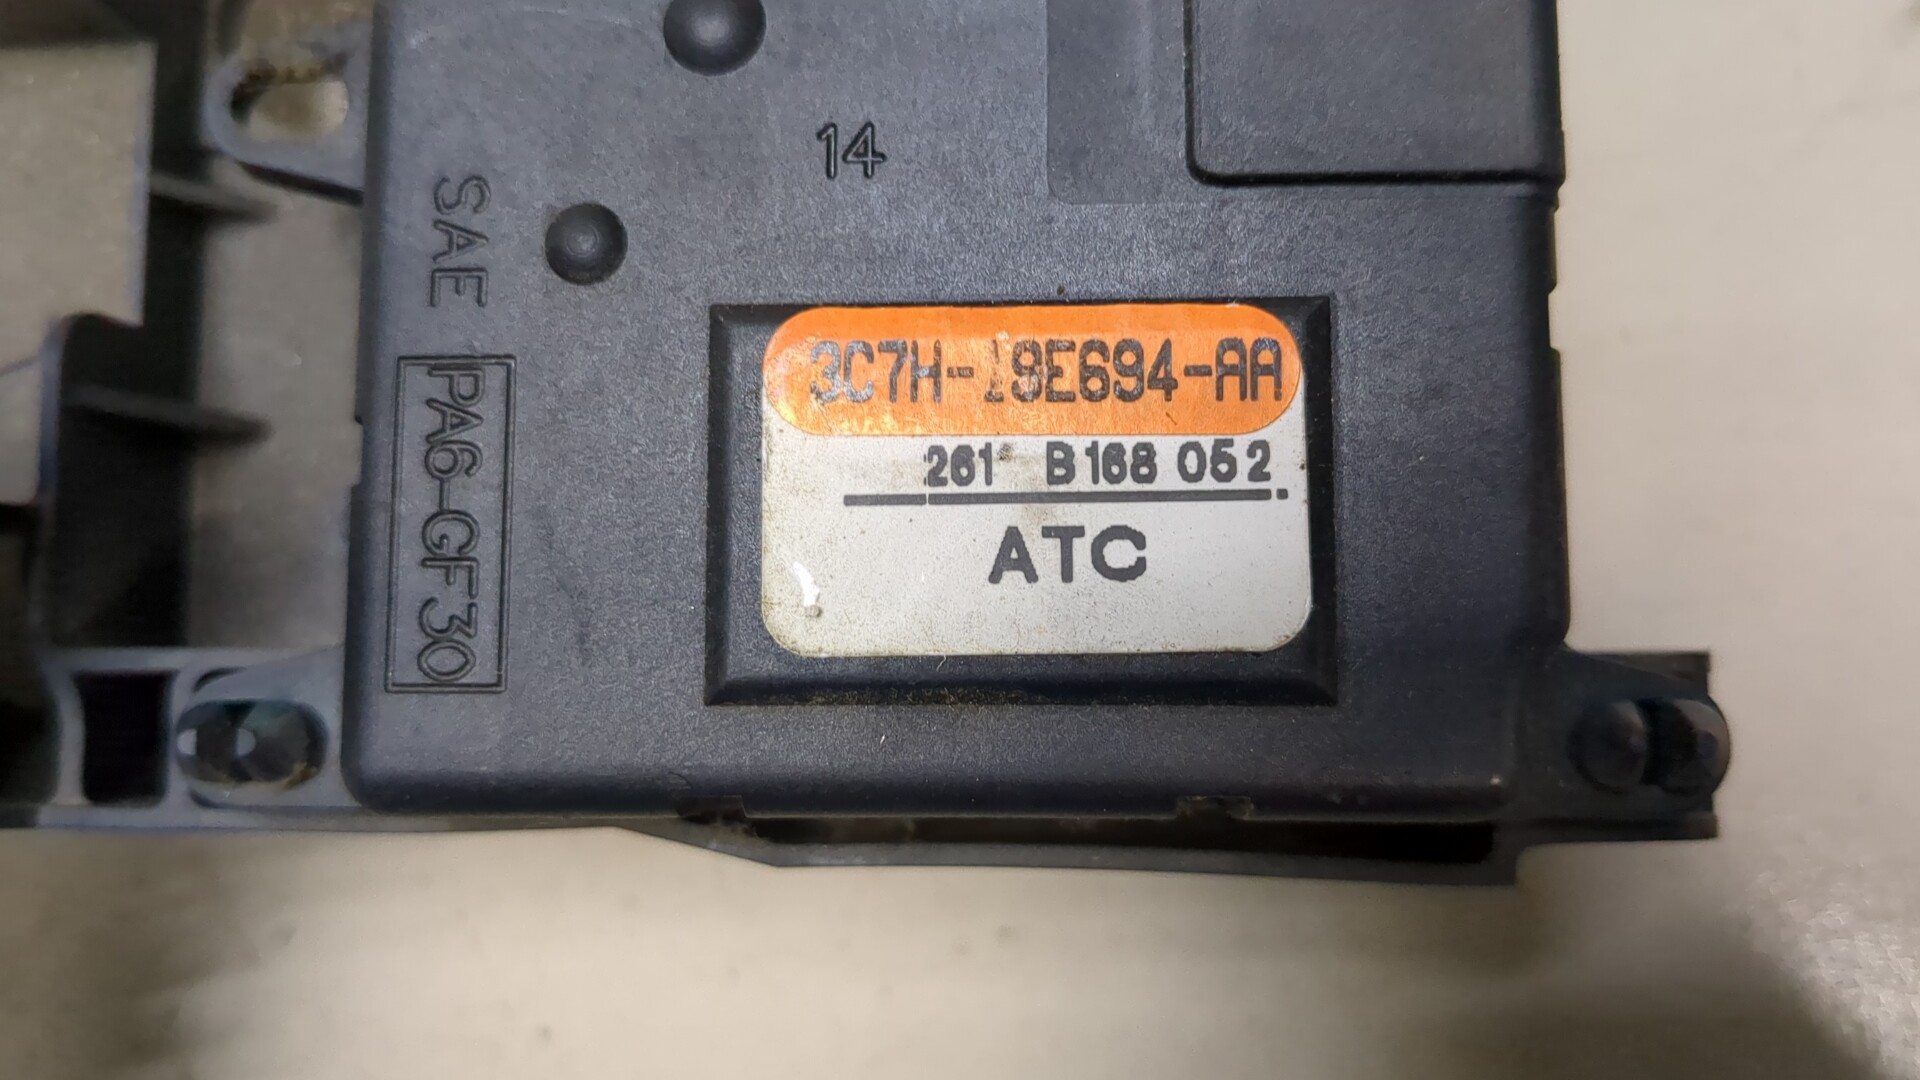 14
SAE
PA6-GF30
3C7H-19E694-AA
261 B168 052
ATC